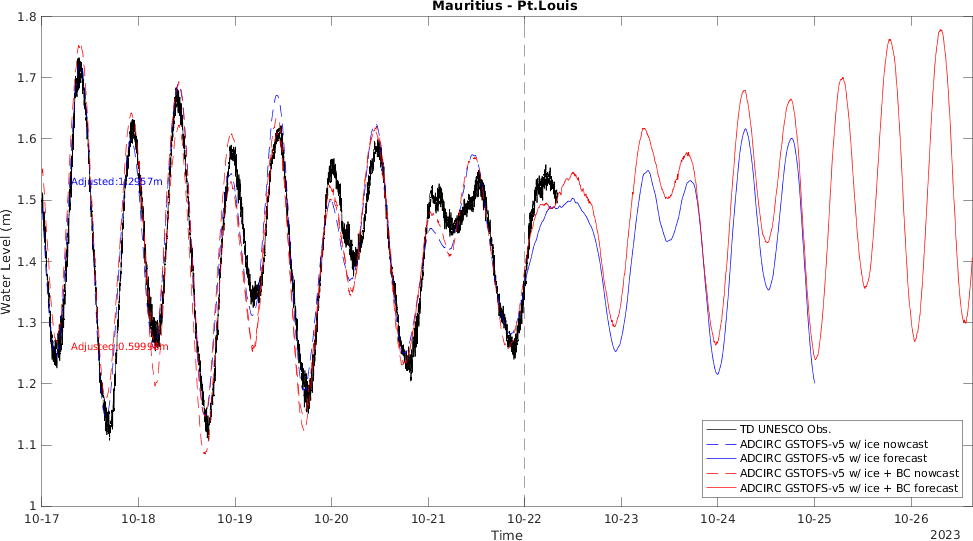 Mauritius - Pt.Louis
1.8
1.7
1.6
1.5
1.4
1.3
1.2
1.1
1
Water Level (m)
Adjusted:1.2957m
TD UNESCO Obs.
ADCIRC GSTOFS-v5 w/ ice nowcast
ADCIRC GSTOFS-v5 w/ ice forecast
ADCIRC GSTOFS-v5 w/ ice + BC nowcast
ADCIRC GSTOFS-v5 w/ ice + BC forecast
10-17 10-18 10-19 10-20 10-21 10-22 10-23 10-24 10-25 10-26
Time
2023